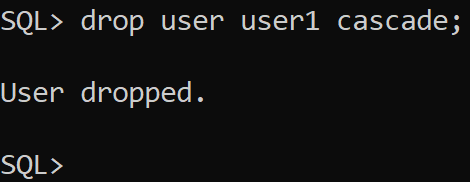 SQL> drop user user1 cascade;
User dropped.
SQL>